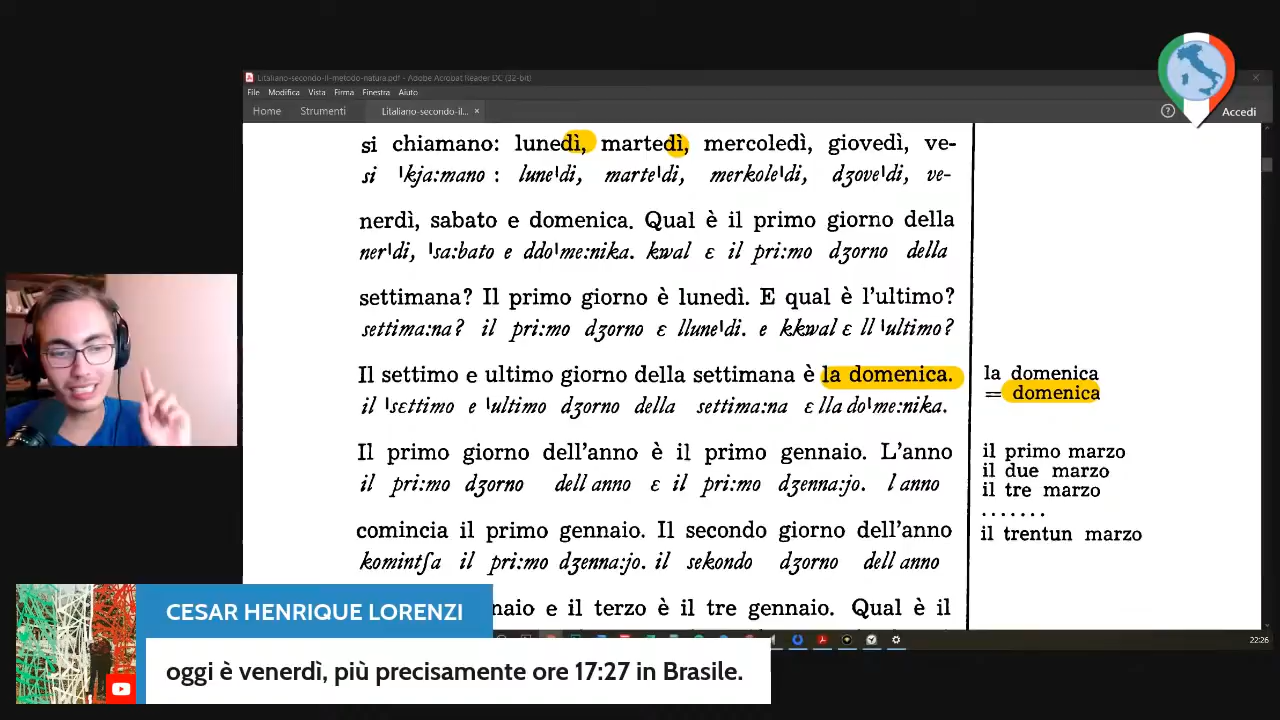 Litaliano-secondo-il-metodo-natura.pdf - Adobe Acrobat Reader DC (32-bit)
File Modifica Vista Firma Finestra Aiuto
Home Strumenti Litaliano-secondo-il... × ? Accedi
si chiamano: lunedì, martedì, mercoledì, giovedì, ve-
si ˈkja:mano : luneˈdi, marteˈdi, merkoleˈdi, dʒoveˈdi, ve-
nerdì, sabato e domenica. Qual è il primo giorno della
nerˈdi, ˈsa:bato e ddoˈme:nika. kwal ɛ il pri:mo dʒorno della
settimana? Il primo giorno è lunedì. E qual è l'ultimo?
settima:na? il pri:mo dʒorno ɛ lluneˈdi. e kkwal ɛ ll ˈultimo?
Il settimo e ultimo giorno della settimana è la domenica.
il ˈsɛttimo e ˈultimo dʒorno della settima:na ɛ lla doˈme:nika.
la domenica
= domenica
Il primo giorno dell'anno è il primo gennaio. L'anno
il pri:mo dʒorno dell anno ɛ il pri:mo dʒenna:jo. l anno
il primo marzo
il due marzo
il tre marzo
.......
il trentun marzo
comincia il primo gennaio. Il secondo giorno dell'anno
komintʃa il pri:mo dʒenna:jo. il sekondo dʒorno dell anno
naio e il terzo è il tre gennaio. Qual è il
CESAR HENRIQUE LORENZI
oggi è venerdì, più precisamente ore 17:27 in Brasile.
22:26